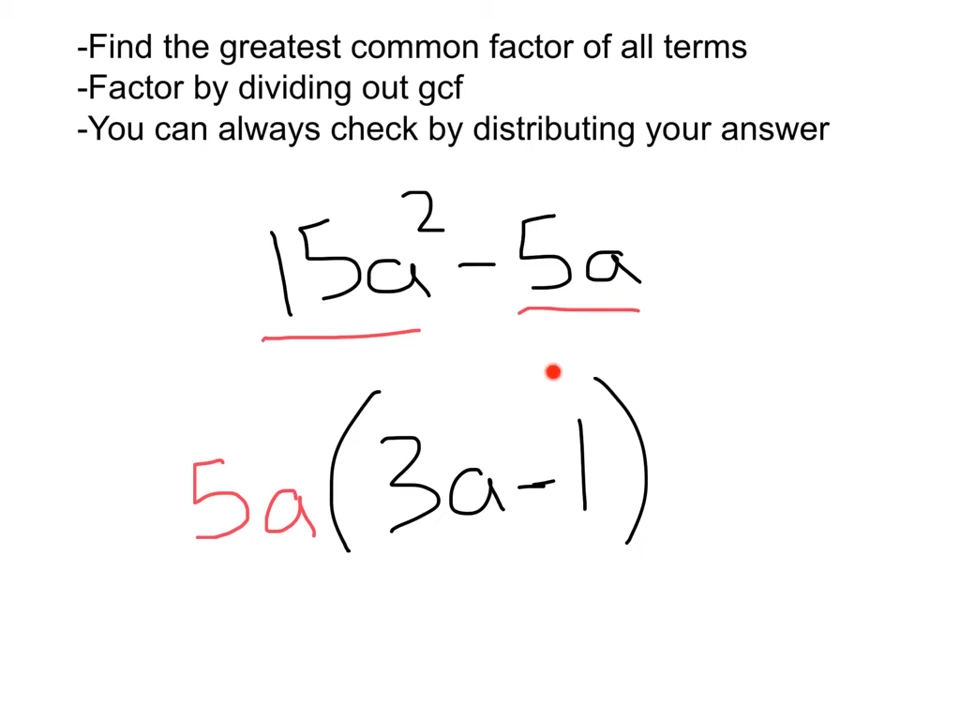 -Find the greatest common factor of all terms
-Factor by dividing out gcf
-You can always check by distributing your answer
15a² - 5a
5a(3a-1)